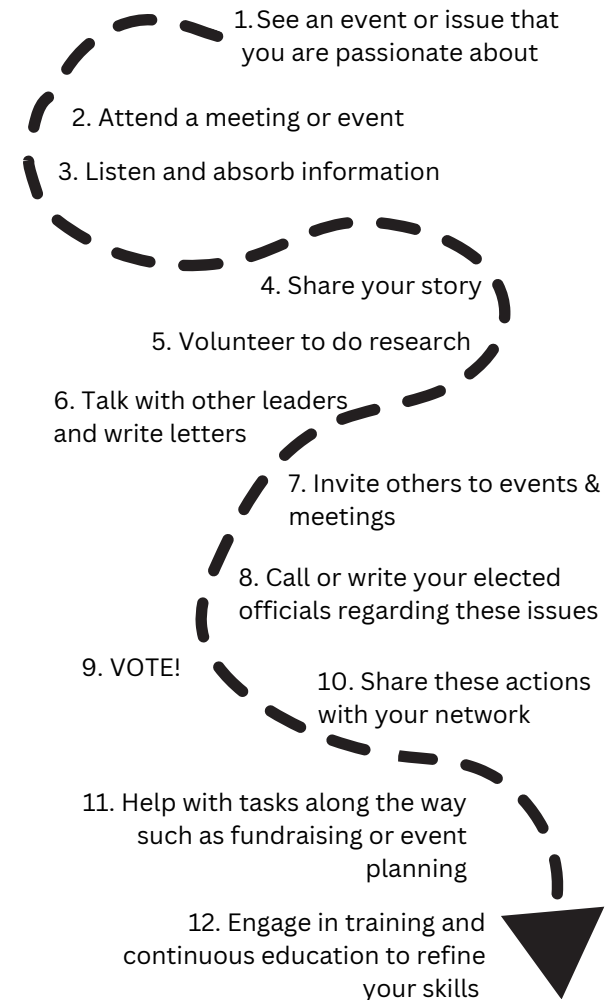 1.See an event or issue that
you are passionate about
2. Attend a meeting or event
3. Listen and absorb information
4. Share your story
5. Volunteer to do research
6. Talk with other leaders
and write letters
7. Invite others to events &
meetings
8. Call or write your elected
officials regarding these issues
9. VOTE!
10. Share these actions
with your network
11. Help with tasks along the way
such as fundraising or event
planning
12. Engage in training and
continuous education to refine
your skills